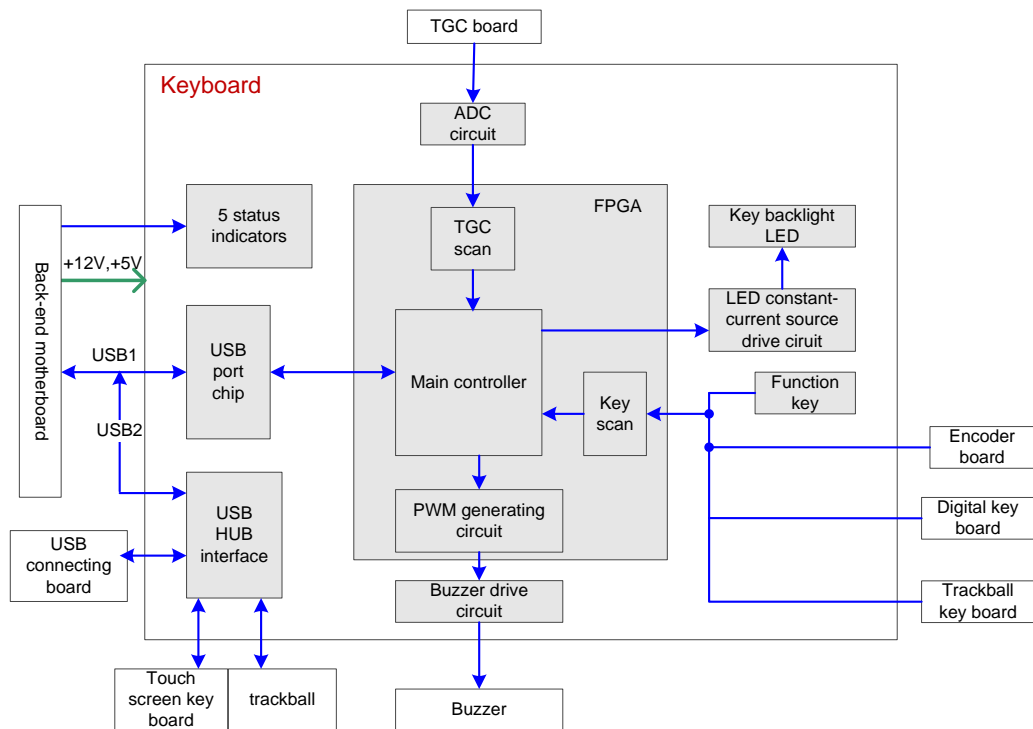 TGC board
Keyboard
ADC
circuit
FPGA
5 status
indicators
TGC
scan
Key backlight
LED
+12V,+5V
Back-end motherboard
LED constant-
current source
drive ciruit
USB1
USB
port
chip
Main controller
Key
scan
Function
key
USB2
Encoder
board
USB
HUB
interface
PWM generating
circuit
Digital key
board
USB
connecting
board
Buzzer drive
circuit
Trackball
key board
Touch
screen key
board
trackball
Buzzer